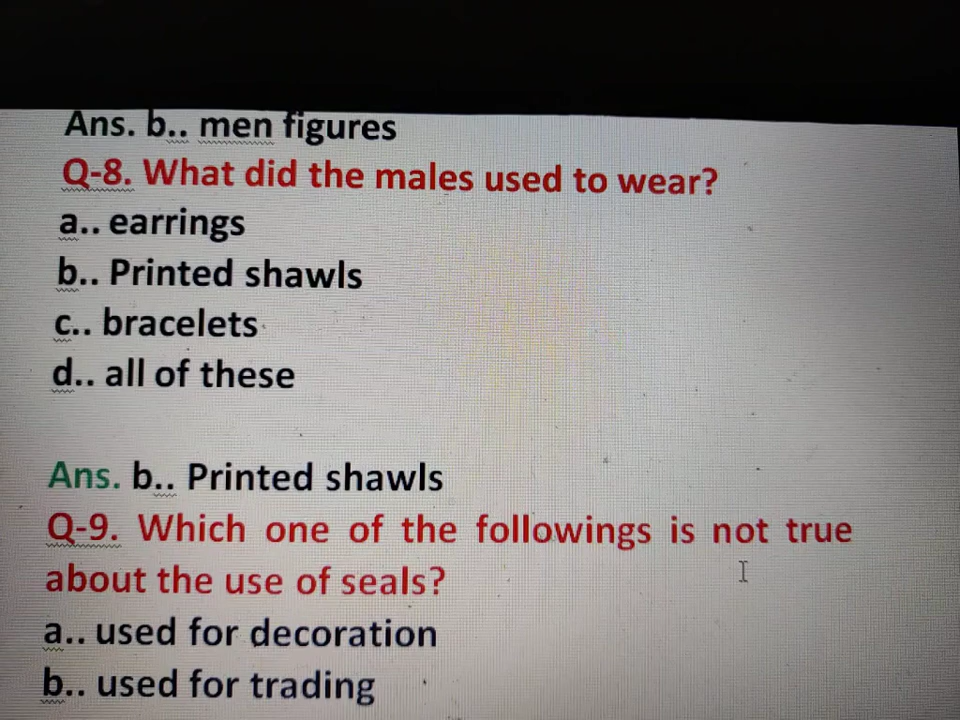 Ans. b.. men figures
Q-8. What did the males used to wear?
a.. earrings
b.. Printed shawls
c.. bracelets
d.. all of these
Ans. b.. Printed shawls
Q-9. Which one of the followings is not true
about the use of seals?
a.. used for decoration
b.. used for trading